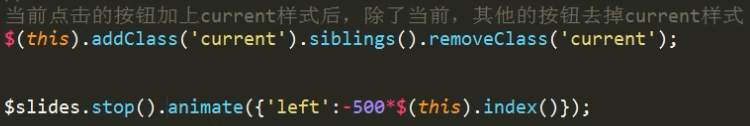 当前点击的按钮加上current样式后，除了当前，其他的按钮去掉current样式
$(this).addClass('current').siblings().removeClass('current');
$slides.stop().animate({'left':-500*$(this).index()});